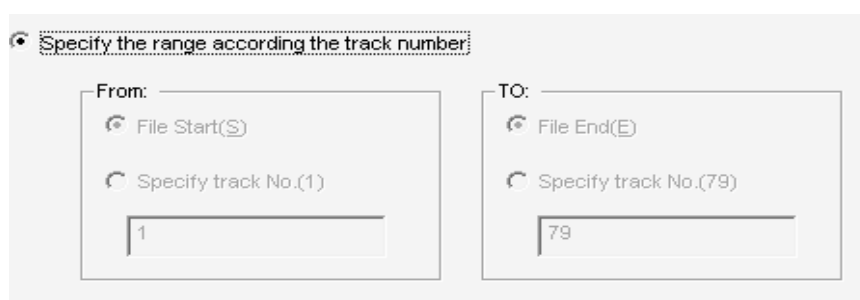 Specify the range according the track number
From:
File Start(S)
Specify track No.(1)
1
TO:
File End(E)
Specify track No.(79)
79